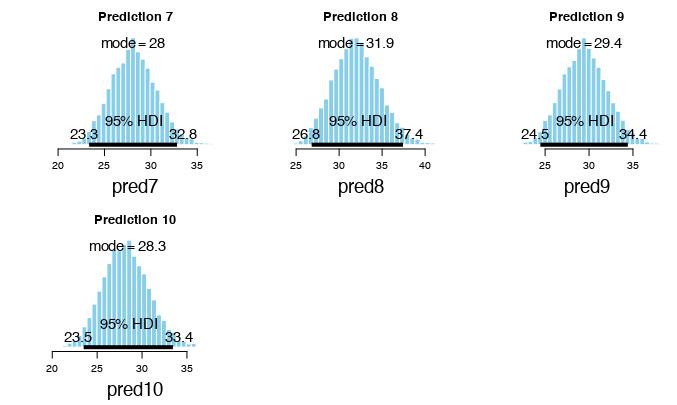 Prediction 7
mode = 28
95% HDI
23.3 32.8
20 25 30 35
pred7
Prediction 8
mode = 31.9
95% HDI
26.8 37.4
25 30 35 40
pred8
Prediction 9
mode = 29.4
95% HDI
24.5 34.4
25 30 35
pred9
Prediction 10
mode = 28.3
95% HDI
23.5 33.4
20 25 30 35
pred10